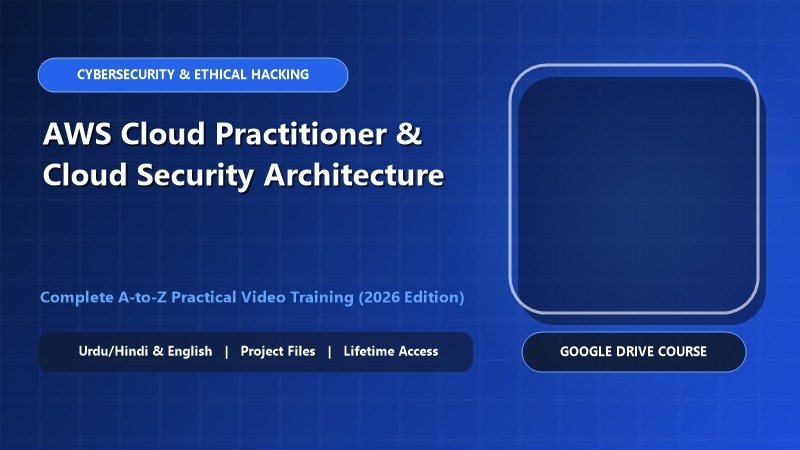 CYBERSECURITY & ETHICAL HACKING
AWS Cloud Practitioner &
Cloud Security Architecture
Complete A-to-Z Practical Video Training (2026 Edition)
Urdu/Hindi & English | Project Files | Lifetime Access
GOOGLE DRIVE COURSE